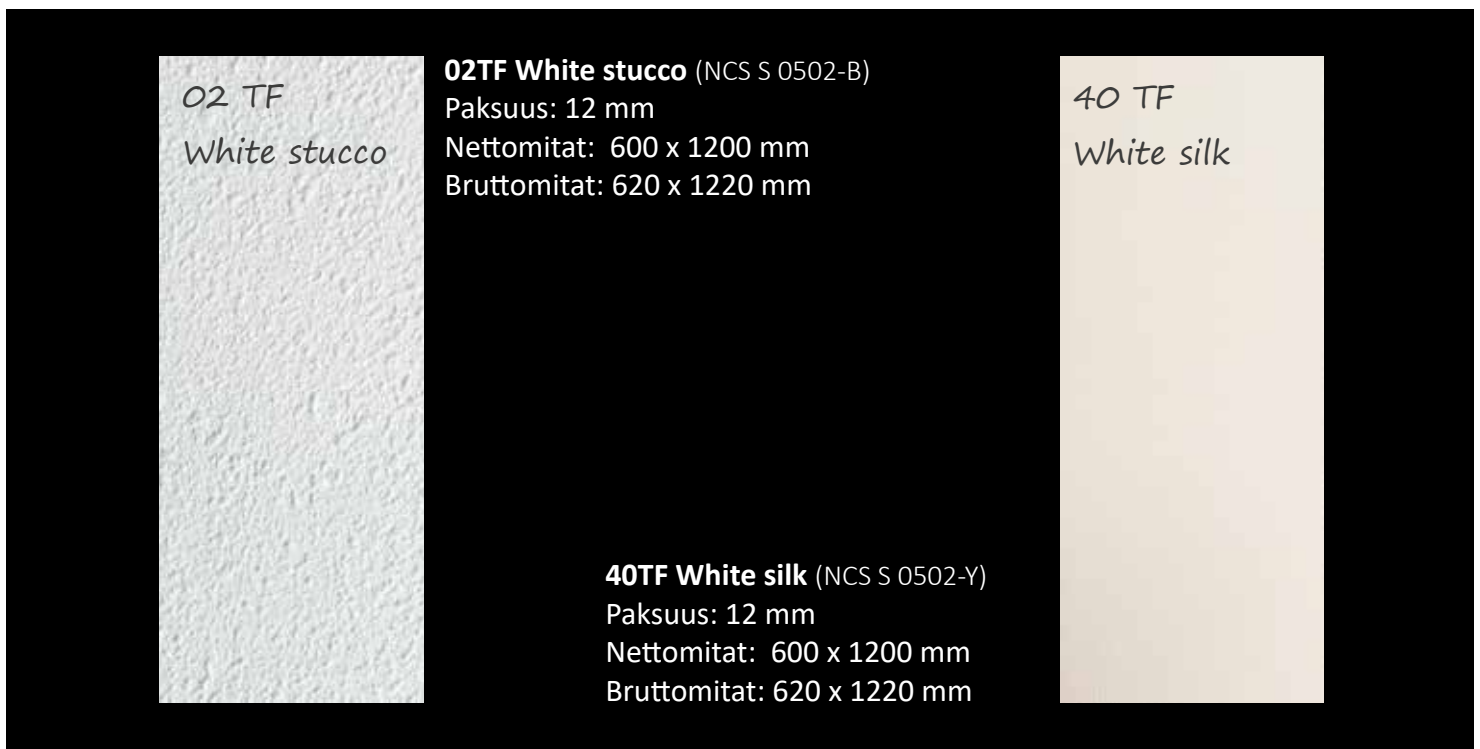 02 TF
White stucco
02TF White stucco (NCS S 0502-B)
Paksuus: 12 mm
Nettomitat:  600 x 1200 mm
Bruttomitat: 620 x 1220 mm
40 TF
White silk
40TF White silk (NCS S 0502-Y)
Paksuus: 12 mm
Nettomitat:  600 x 1200 mm
Bruttomitat: 620 x 1220 mm